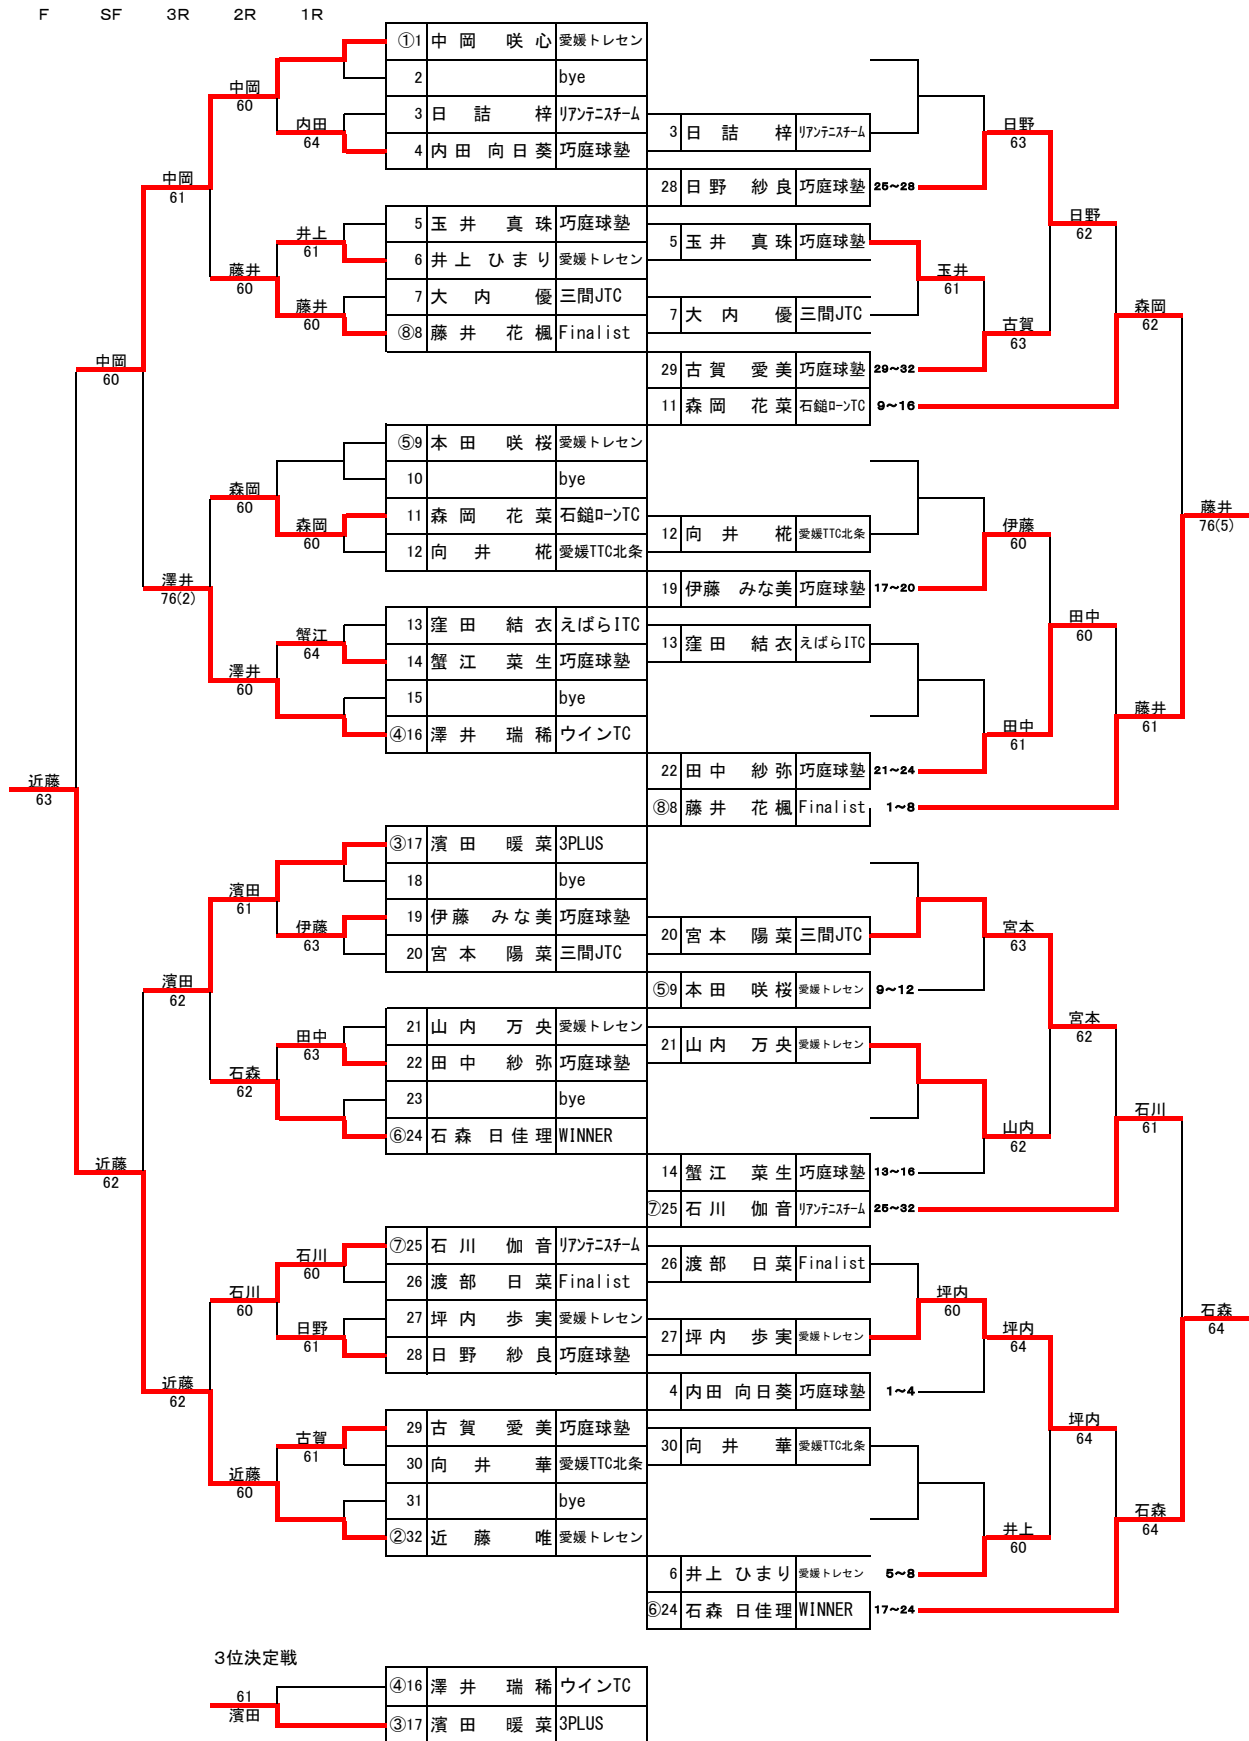 F SF 3R 2R 1R
①1 中岡 咲心 愛媛トレセン
2 bye
3 日詰 梓 リアンテニスチーム
4 内田 向日葵 巧庭球塾
5 玉井 真珠 巧庭球塾
6 井上 ひまり 愛媛トレセン
7 大内 優 三間JTC
⑧8 藤井 花楓 Finalist
⑤9 本田 咲桜 愛媛トレセン
10 bye
11 森岡 花菜 石鎚ローンTC
12 向井 椛 愛媛TTC北条
13 窪田 結衣 えばらITC
14 蟹江 菜生 巧庭球塾
15 bye
④16 澤井 瑞稀 ウインTC
③17 濱田 暖菜 3PLUS
18 bye
19 伊藤 みな美 巧庭球塾
20 宮本 陽菜 三間JTC
21 山内 万央 愛媛トレセン
22 田中 紗弥 巧庭球塾
23 bye
⑥24 石森 日佳理 WINNER
⑦25 石川 伽音 リアンテニスチーム
26 渡部 日菜 Finalist
27 坪内 歩実 愛媛トレセン
28 日野 紗良 巧庭球塾
29 古賀 愛美 巧庭球塾
30 向井 華 愛媛TTC北条
31 bye
②32 近藤 唯 愛媛トレセン
内田
64
井上
61
藤井
60
森岡
60
蟹江
64
伊藤
63
田中
63
石川
60
日野
61
古賀
61
中岡
60
藤井
60
森岡
60
澤井
60
濱田
61
石森
62
石川
60
近藤
60
中岡
61
澤井
76(2)
濱田
62
近藤
62
中岡
60
近藤
62
近藤
63
3 日詰 梓 リアンテニスチーム
28 日野 紗良 巧庭球塾 25~28
5 玉井 真珠 巧庭球塾
7 大内 優 三間JTC
29 古賀 愛美 巧庭球塾 29~32
11 森岡 花菜 石鎚ローンTC 9~16
12 向井 椛 愛媛TTC北条
19 伊藤 みな美 巧庭球塾 17~20
13 窪田 結衣 えばらITC
22 田中 紗弥 巧庭球塾 21~24
⑧8 藤井 花楓 Finalist 1~8
20 宮本 陽菜 三間JTC
⑤9 本田 咲桜 愛媛トレセン 9~12
21 山内 万央 愛媛トレセン
14 蟹江 菜生 巧庭球塾 13~16
⑦25 石川 伽音 リアンテニスチーム 25~32
26 渡部 日菜 Finalist
27 坪内 歩実 愛媛トレセン
4 内田 向日葵 巧庭球塾 1~4
30 向井 華 愛媛TTC北条
6 井上 ひまり 愛媛トレセン 5~8
⑥24 石森 日佳理 WINNER 17~24
玉井
61
坪内
60
日野
63
古賀
63
伊藤
60
田中
61
宮本
63
山内
62
坪内
64
井上
60
日野
62
田中
60
宮本
62
坪内
64
森岡
62
藤井
61
石川
61
石森
64
藤井
76(5)
石森
64
3位決定戦
④16 澤井 瑞稀 ウインTC
③17 濱田 暖菜 3PLUS
61
濱田